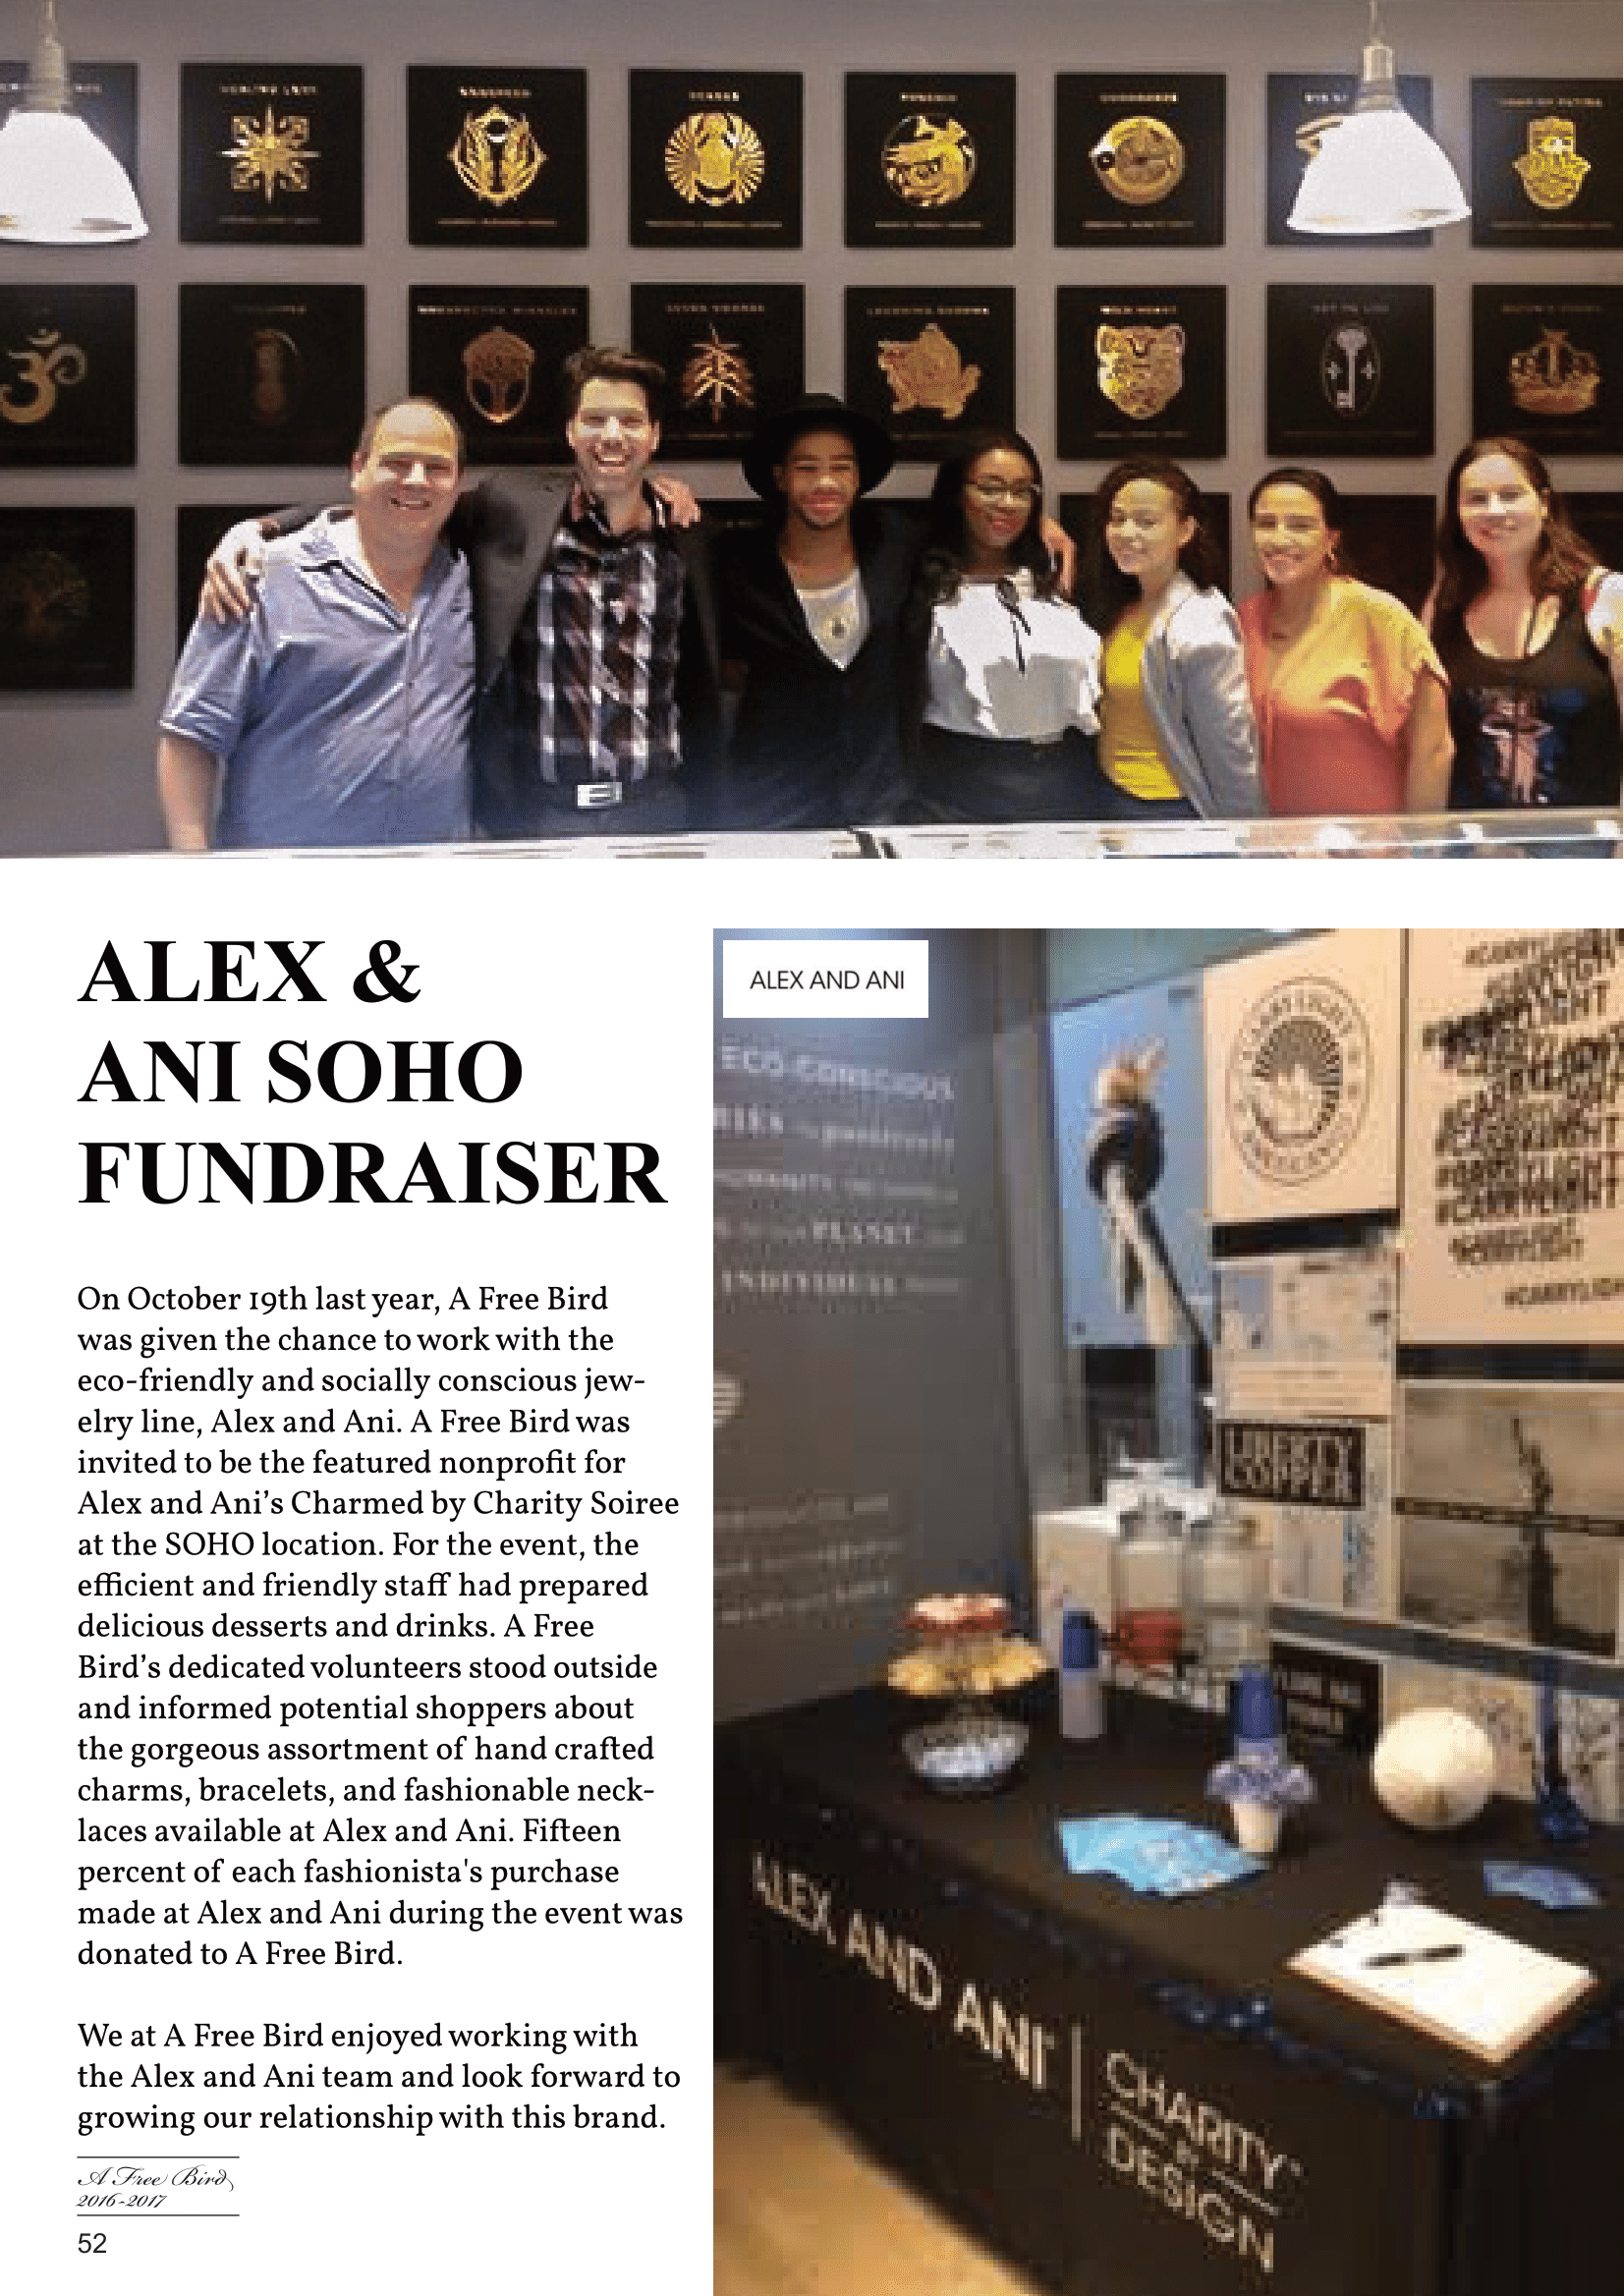 ALEX &
ANI SOHO
FUNDRAISER
On October 19th last year, A Free Bird
was given the chance to work with the
eco-friendly and socially conscious jew-
elry line, Alex and Ani. A Free Bird was
invited to be the featured nonprofit for
Alex and Ani’s Charmed by Charity Soiree
at the SOHO location. For the event, the
efficient and friendly staff had prepared
delicious desserts and drinks. A Free
Bird’s dedicated volunteers stood outside
and informed potential shoppers about
the gorgeous assortment of hand crafted
charms, bracelets, and fashionable neck-
laces available at Alex and Ani. Fifteen
percent of each fashionista's purchase
made at Alex and Ani during the event was
donated to A Free Bird.
We at A Free Bird enjoyed working with
the Alex and Ani team and look forward to
growing our relationship with this brand.
A Free Bird
2016-2017
52
ALEX AND ANI
ECO-CONSCIOUS
PLANET
INDIVIDUAL
#CARRYLIGHT
LIBERTY
COPPER
ALEX AND ANI
CHARITY
BY
DESIGN